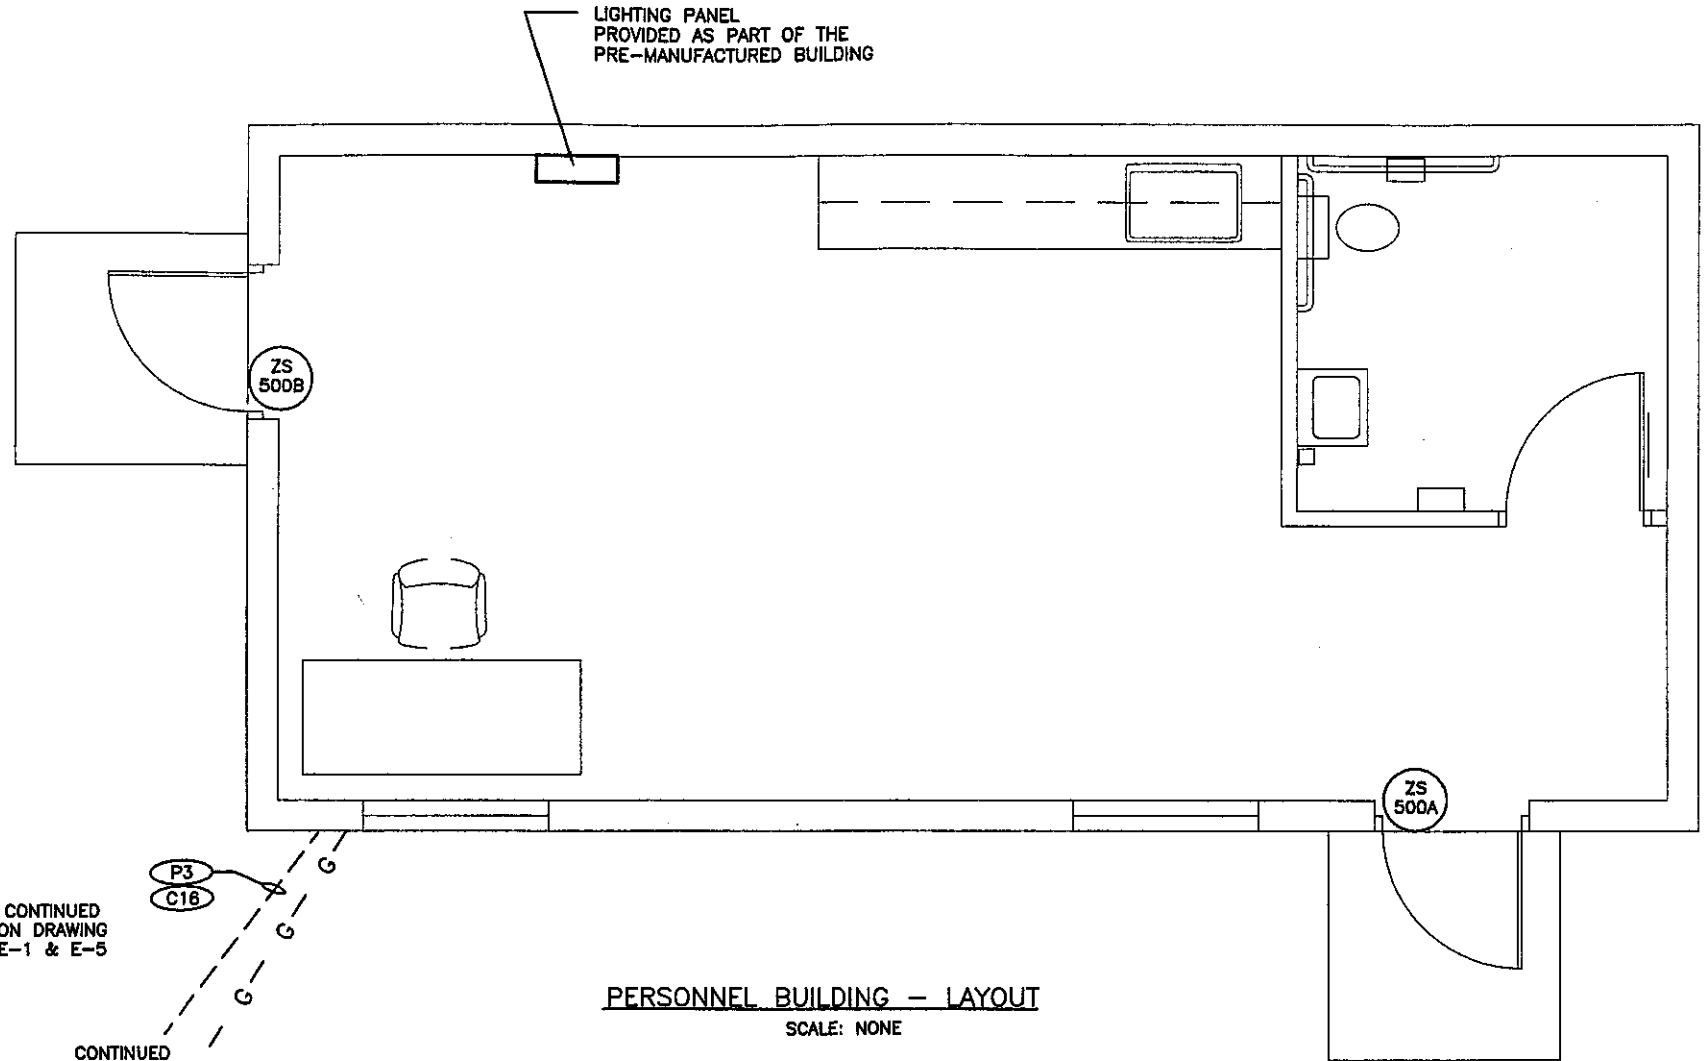 LIGHTING PANEL
PROVIDED AS PART OF THE
PRE-MANUFACTURED BUILDING
ZS
500B
ZS
500A
P3
C16
CONTINUED
ON DRAWING
E-1 & E-5
G
G
G
CONTINUED
PERSONNEL BUILDING - LAYOUT
SCALE: NONE